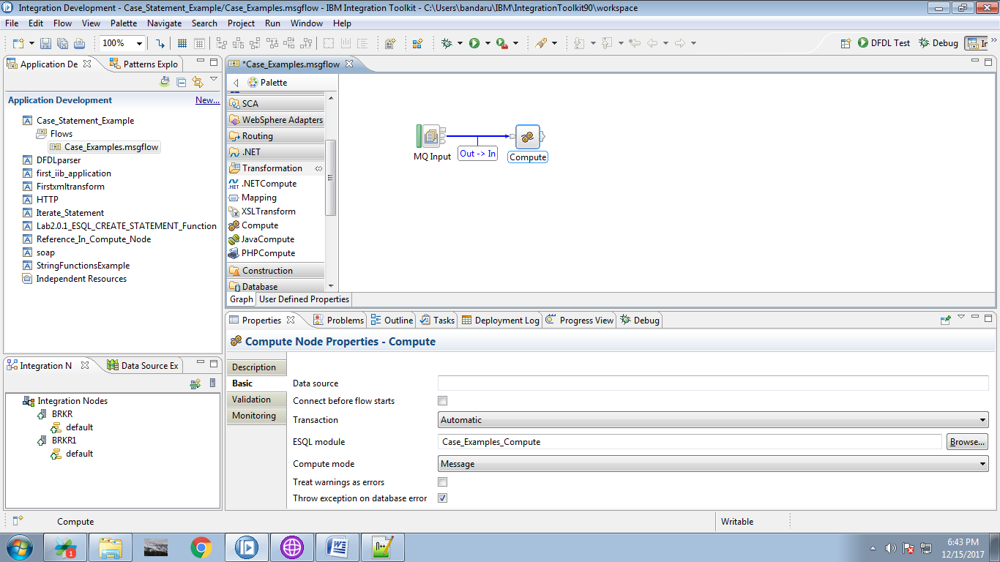 Integration Development - Case_Statement_Example/Case_Examples.msgflow - IBM Integration Toolkit - C:\Users\bandaru\IBM\IntegrationToolkit90\workspace
File Edit Flow View Palette Navigate Search Project Run Window Help
100% DFDL Test Debug In
Application De Patterns Explo
Application Development New...
Case_Statement_Example
Flows
Case_Examples.msgflow
DFDLparser
first_iib_application
Firstxmltransform
HTTP
Iterate_Statement
Lab2.0.1_ESQL_CREATE_STATEMENT_Function
Reference_In_Compute_Node
soap
StringFunctionsExample
Independent Resources
*Case_Examples.msgflow
Palette
SCA
WebSphere Adapters
Routing
.NET
Transformation
.NETCompute
Mapping
XSLTransform
Compute
JavaCompute
PHPCompute
Construction
Database
MQ Input
Out -> In
Compute
Graph User Defined Properties
Integration N Data Source Ex
Integration Nodes
BRKR
default
BRKR1
default
Properties Problems Outline Tasks Deployment Log Progress View Debug
Compute Node Properties - Compute
Description
Basic
Validation
Monitoring
Data source
Connect before flow starts
Transaction Automatic
ESQL module Case_Examples_Compute Browse...
Compute mode Message
Treat warnings as errors
Throw exception on database error
Compute Writable
1
6:43 PM
12/15/2017